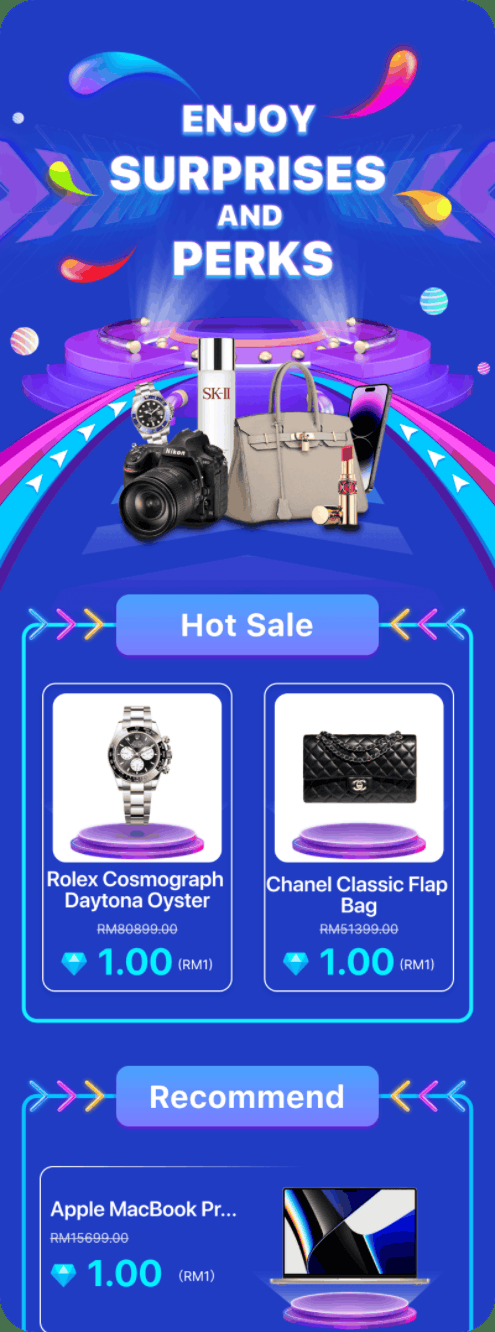 ENJOY
SURPRISES
AND
PERKS
SK-II
Nikon
Hot Sale
Rolex Cosmograph
Daytona Oyster
RM80899.00
1.00 (RM1)
Chanel Classic Flap
Bag
RM51399.00
1.00 (RM1)
Recommend
Apple MacBook Pr...
RM15699.00
1.00 (RM1)